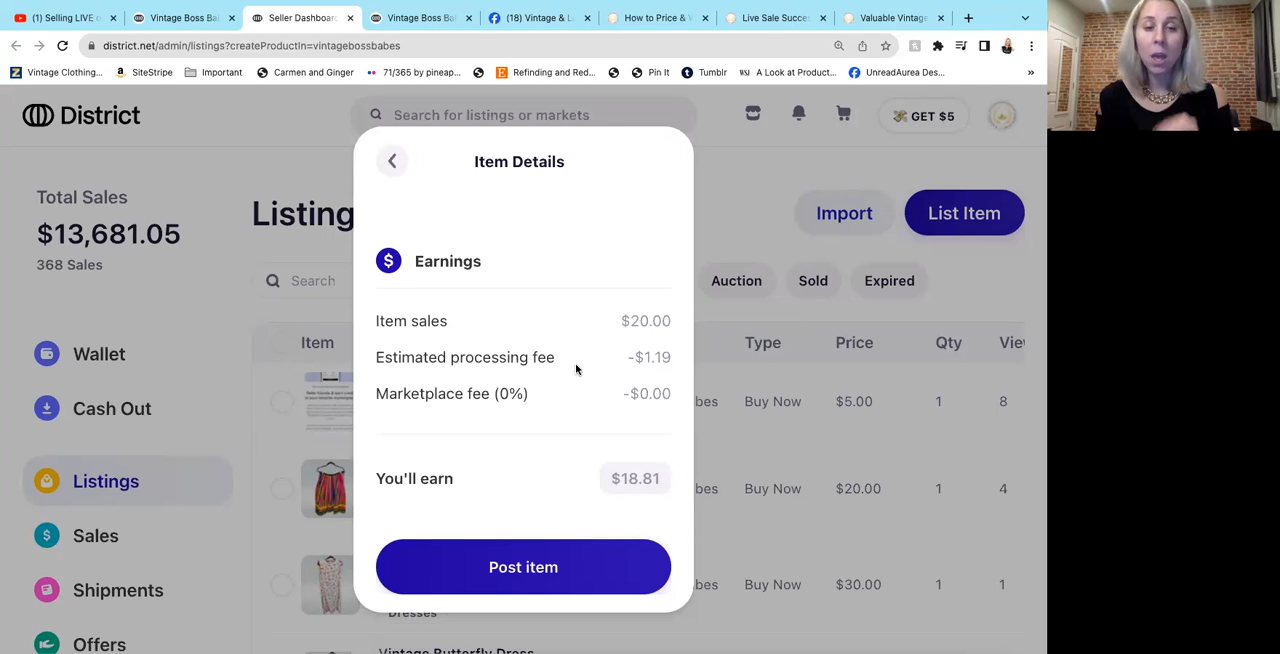 Vintage Boss Ba
Seller Dashboard
Vintage Boss Bab
(18) Vintage & L
How to Price &
Live Sale Succes
Valuable Vintage
district.net/admin/listings?createProductIn=vintagebossbabes
Vintage Clothing...
SiteStripe
Important
Carmen and Ginger
71/365 by pineap...
Refinding and Red...
Pin It
Tumblr
A Look at Product...
UnreadAurea Des...
»
District
Search for listings or markets
GET $5
Total Sales
$13,681.05
368 Sales
Wallet
Cash Out
Listings
Sales
Shipments
Offers
Listing
Import
List Item
Search
Auction
Sold
Expired
Item
Type
Price
Qty
Vie
bes
Buy Now
$5.00
1
8
bes
Buy Now
$20.00
1
4
bes
Buy Now
$30.00
1
1
Dresses
Vintage Butterfly Dress
Item Details
$
Earnings
Item sales
$20.00
Estimated processing fee
-$1.19
Marketplace fee (0%)
-$0.00
You'll earn
$18.81
Post item